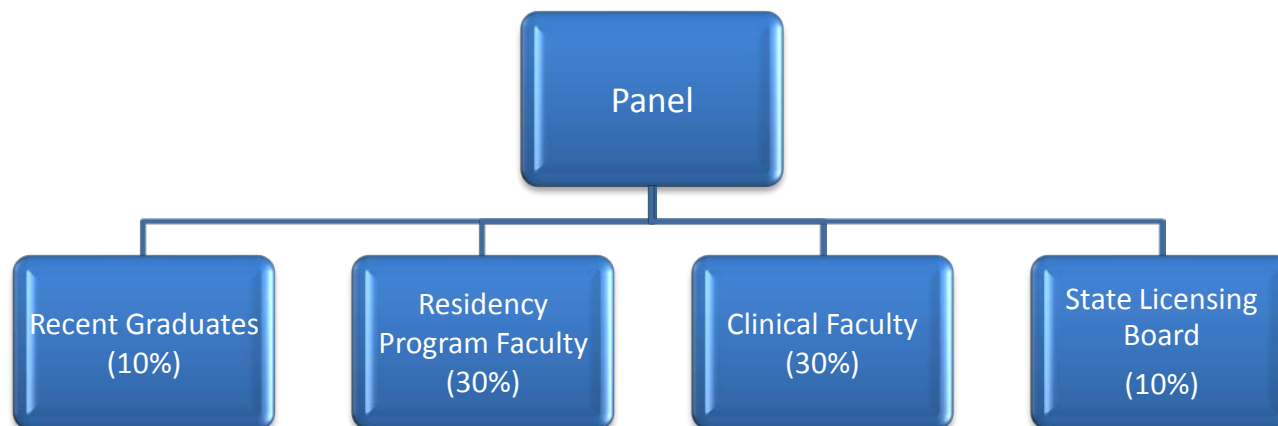 Panel
Recent Graduates
(10%)
Residency
Program Faculty
(30%)
Clinical Faculty
(30%)
State Licensing
Board
(10%)